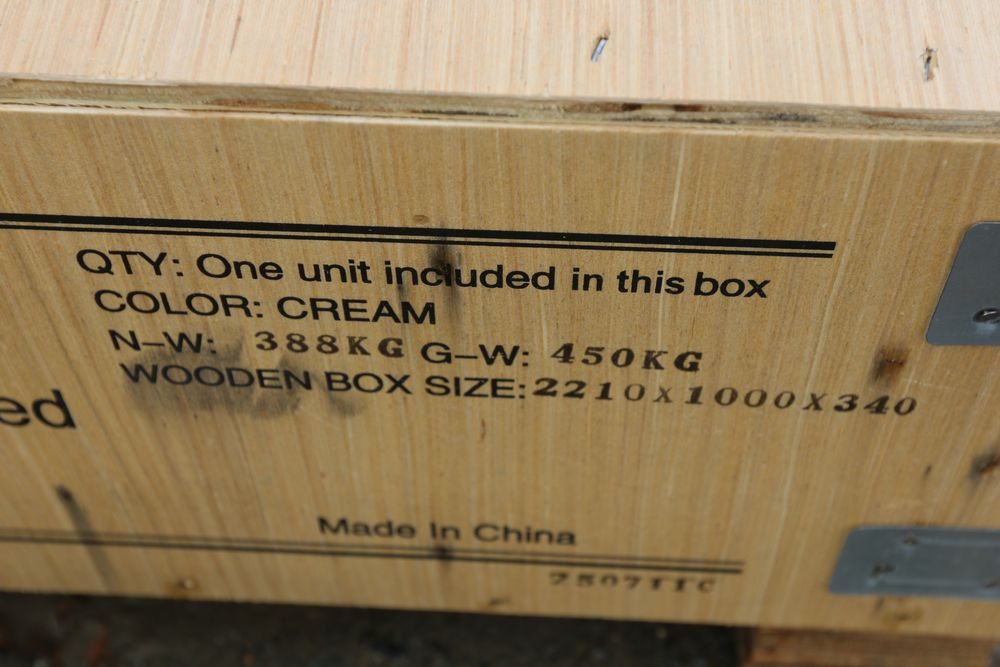 QTY: One unit included in this box
COLOR: CREAM
N-W: 388KG G-W: 450KG
WOODEN BOX SIZE: 2210X1000X340
ed
Made In China